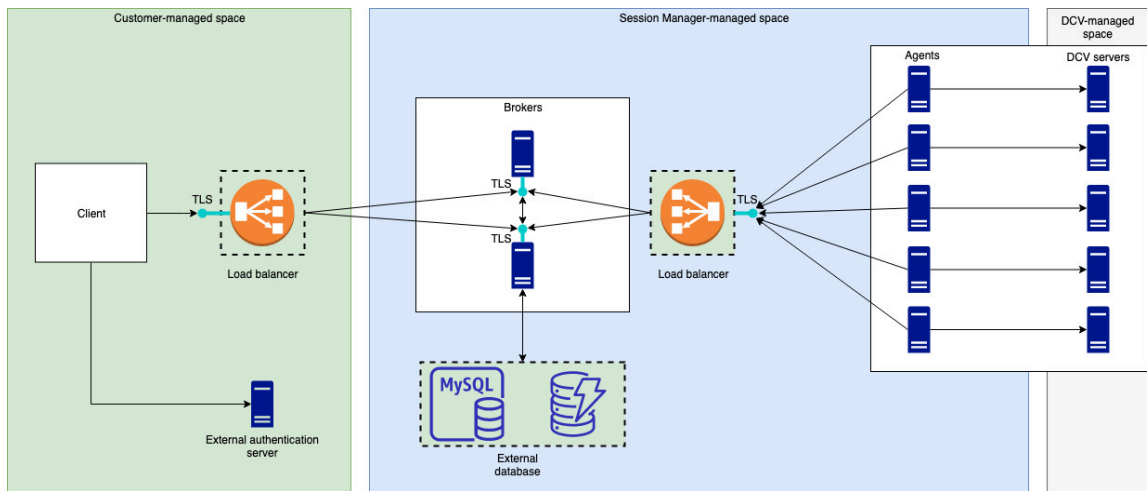 Customer-managed space
Session Manager-managed space
DCV-managed
space
Agents
DCV servers
Brokers
TLS
TLS
TLS
TLS
Client
Load balancer
Load balancer
MySQL
External authentication
server
External
database